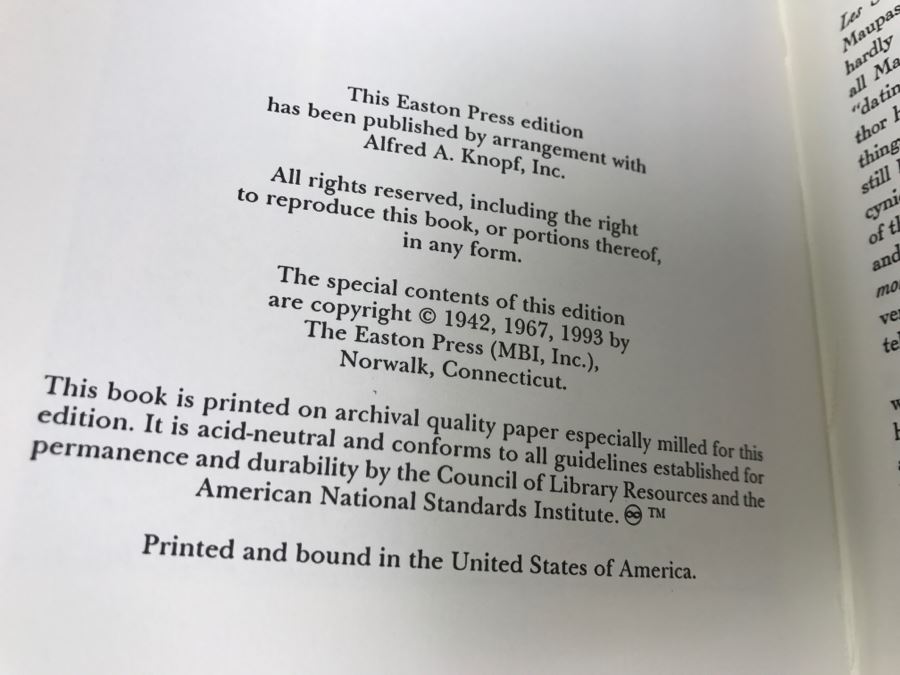 This Easton Press edition
has been published by arrangement with
Alfred A. Knopf, Inc.
All rights reserved, including the right
to reproduce this book, or portions thereof,
in any form.
The special contents of this edition
are copyright © 1942, 1967, 1993 by
The Easton Press (MBI, Inc.),
Norwalk, Connecticut.
This book is printed on archival quality paper especially milled for this
edition. It is acid-neutral and conforms to all guidelines established for
permanence and durability by the Council of Library Resources and the
American National Standards Institute. ♾ ™
Printed and bound in the United States of America.
Les
Maupas
hardly
all Ma
"datin
thor h
thing
still
cyni
of th
and
mo
ver
tel
w